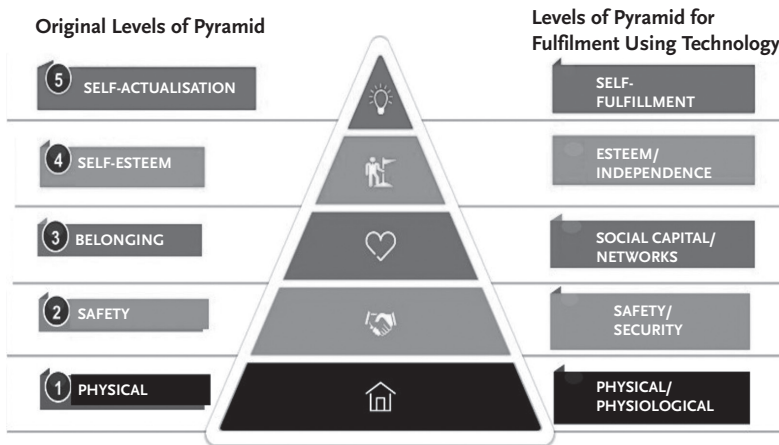 Original Levels of Pyramid
Levels of Pyramid for
Fulfilment Using Technology
5 SELF-ACTUALISATION
SELF-
FULFILLMENT
4 SELF-ESTEEM
ESTEEM/
INDEPENDENCE
3 BELONGING
SOCIAL CAPITAL/
NETWORKS
2 SAFETY
SAFETY/
SECURITY
1 PHYSICAL
PHYSICAL/
PHYSIOLOGICAL